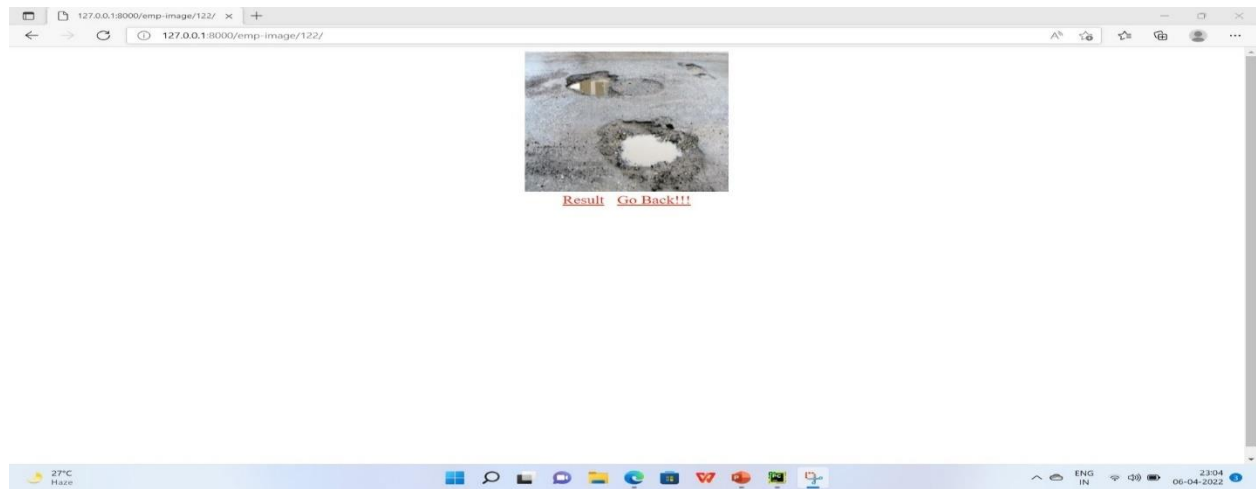 127.0.0.1:8000/emp-image/122/
127.0.0.1:8000/emp-image/122/
Result Go Back!!!
27°C
Haze
ENG
IN
23:04
06-04-2022